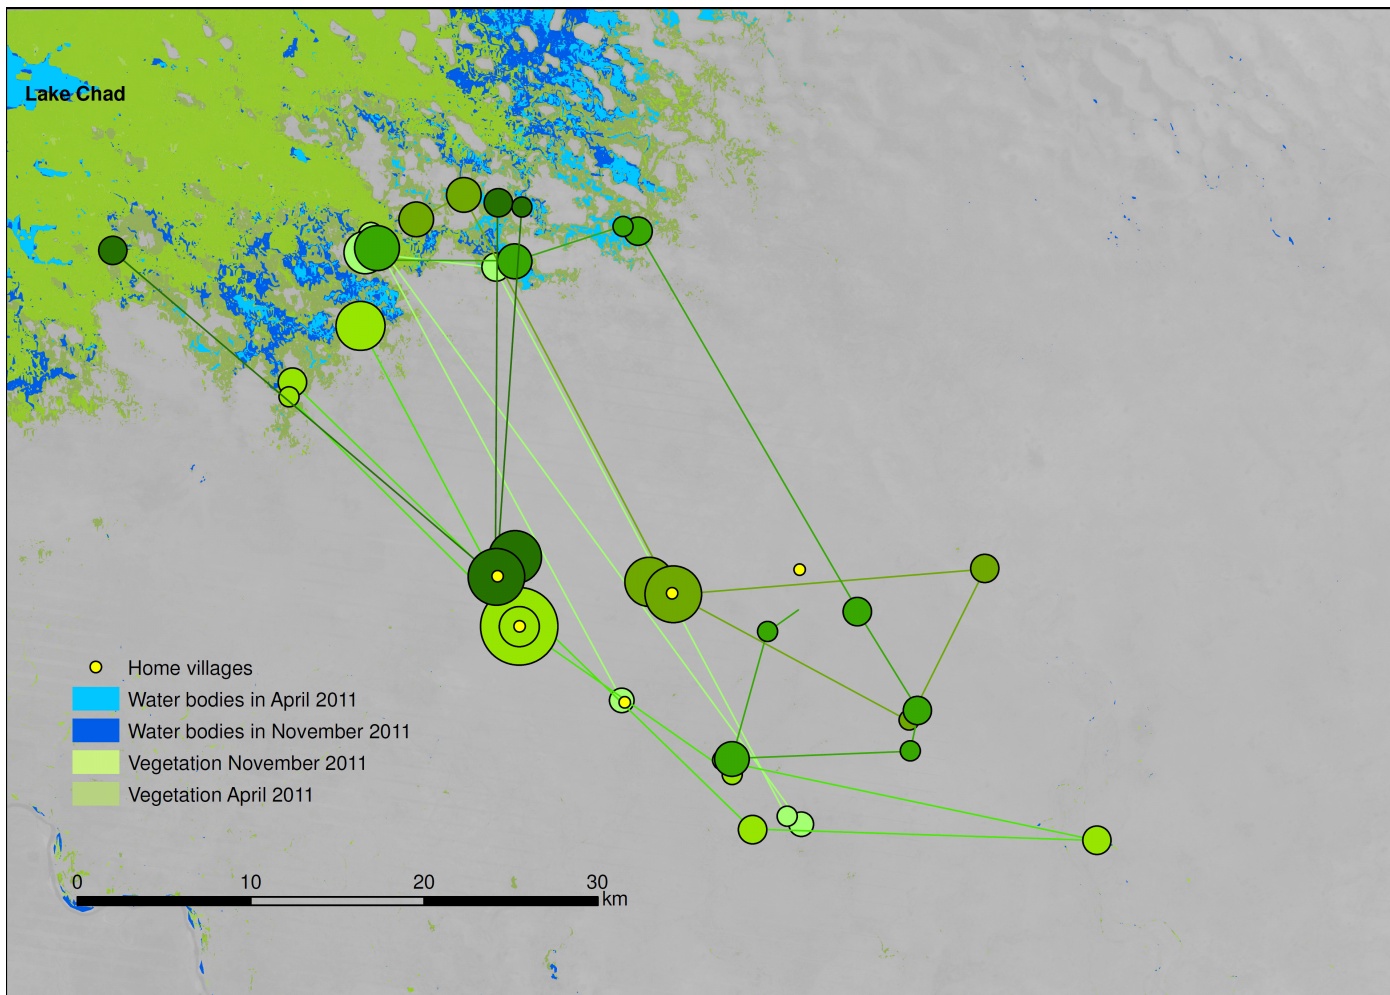 Lake Chad
Home villages
Water bodies in April 2011
Water bodies in November 2011
Vegetation November 2011
Vegetation April 2011
0 10 20 30
km